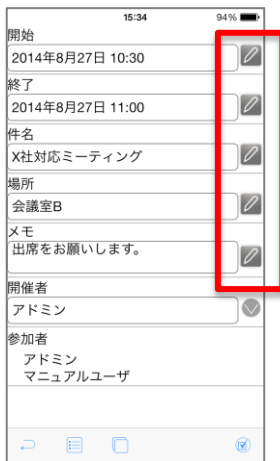 15:34 94%
開始
2014年8月27日 10:30
終了
2014年8月27日 11:00
件名
X社対応ミーティング
場所
会議室B
メモ
出席をお願いします。
開催者
アドミン
参加者
アドミン
マニュアルユーザ